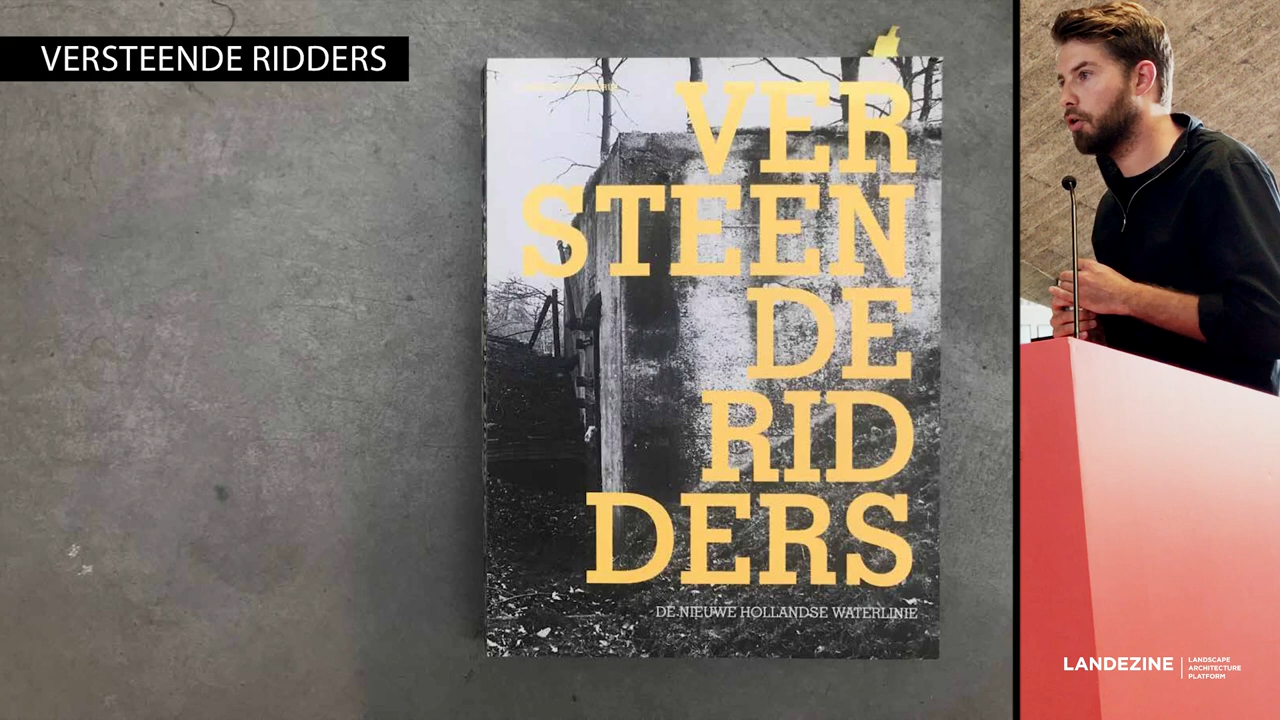 VERSTEENDE RIDDERS
VER
STEEN
DE
RID
DERS
DE NIEUWE HOLLANDSE WATERLINIE
LANDEZINE
LANDSCAPE
ARCHITECTURE
PLATFORM